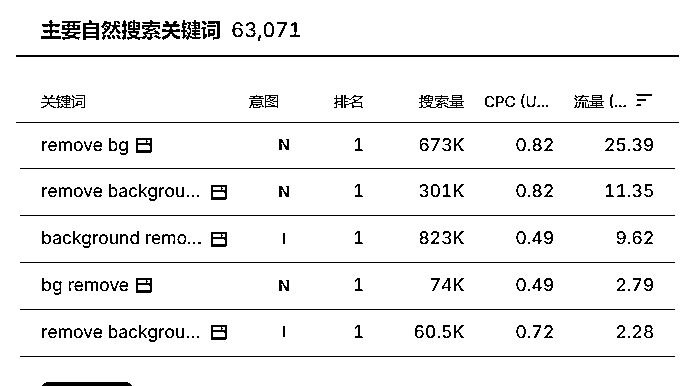 主要自然搜索关键词 63,071
关键词 意图 排名 搜索量 CPC (U... 流量 (...
remove bg N 1 673K 0.82 25.39
remove backgrou... N 1 301K 0.82 11.35
background remo... I 1 823K 0.49 9.62
bg remove N 1 74K 0.49 2.79
remove backgrou... I 1 60.5K 0.72 2.28